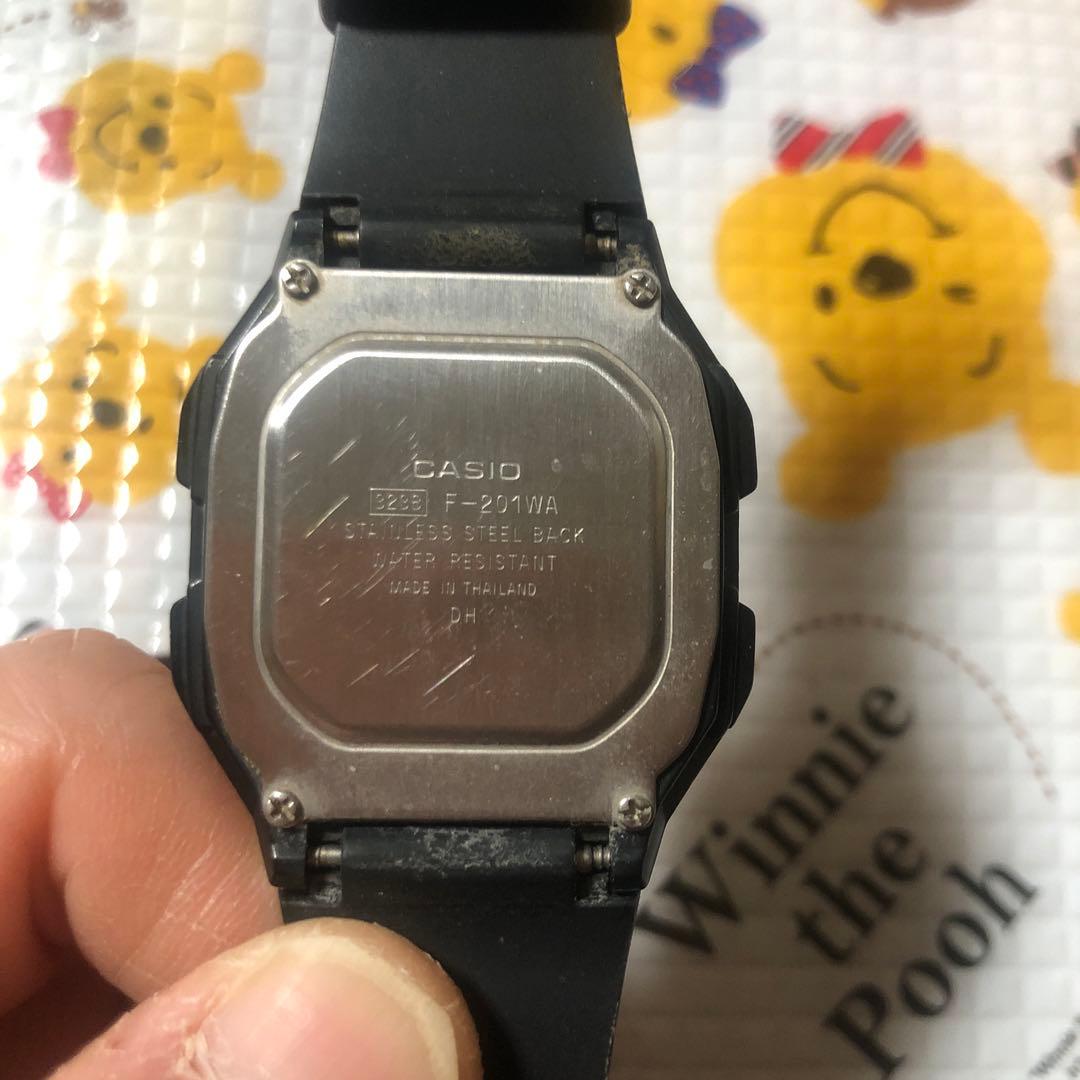 CASIO
3238 F-201WA
STAINLESS STEEL BACK
WATER RESISTANT
MADE IN THAILAND
DH
Winnie
the
Pooh